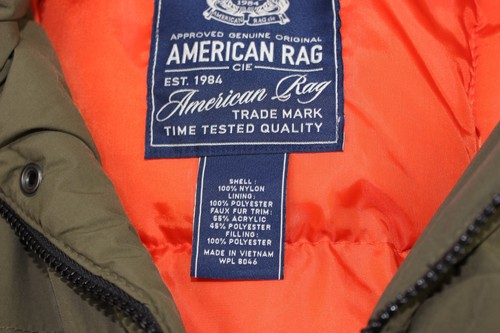 1984
AMERICAN RAG CIE
APPROVED GENUINE ORIGINAL
AMERICAN RAG
CIE
EST. 1984
American Rag
TRADE MARK
TIME TESTED QUALITY
SHELL:
100% NYLON
LINING:
100% POLYESTER
FAUX FUR TRIM:
55% ACRYLIC
45% POLYESTER
FILLING:
100% POLYESTER
MADE IN VIETNAM
WPL 8046